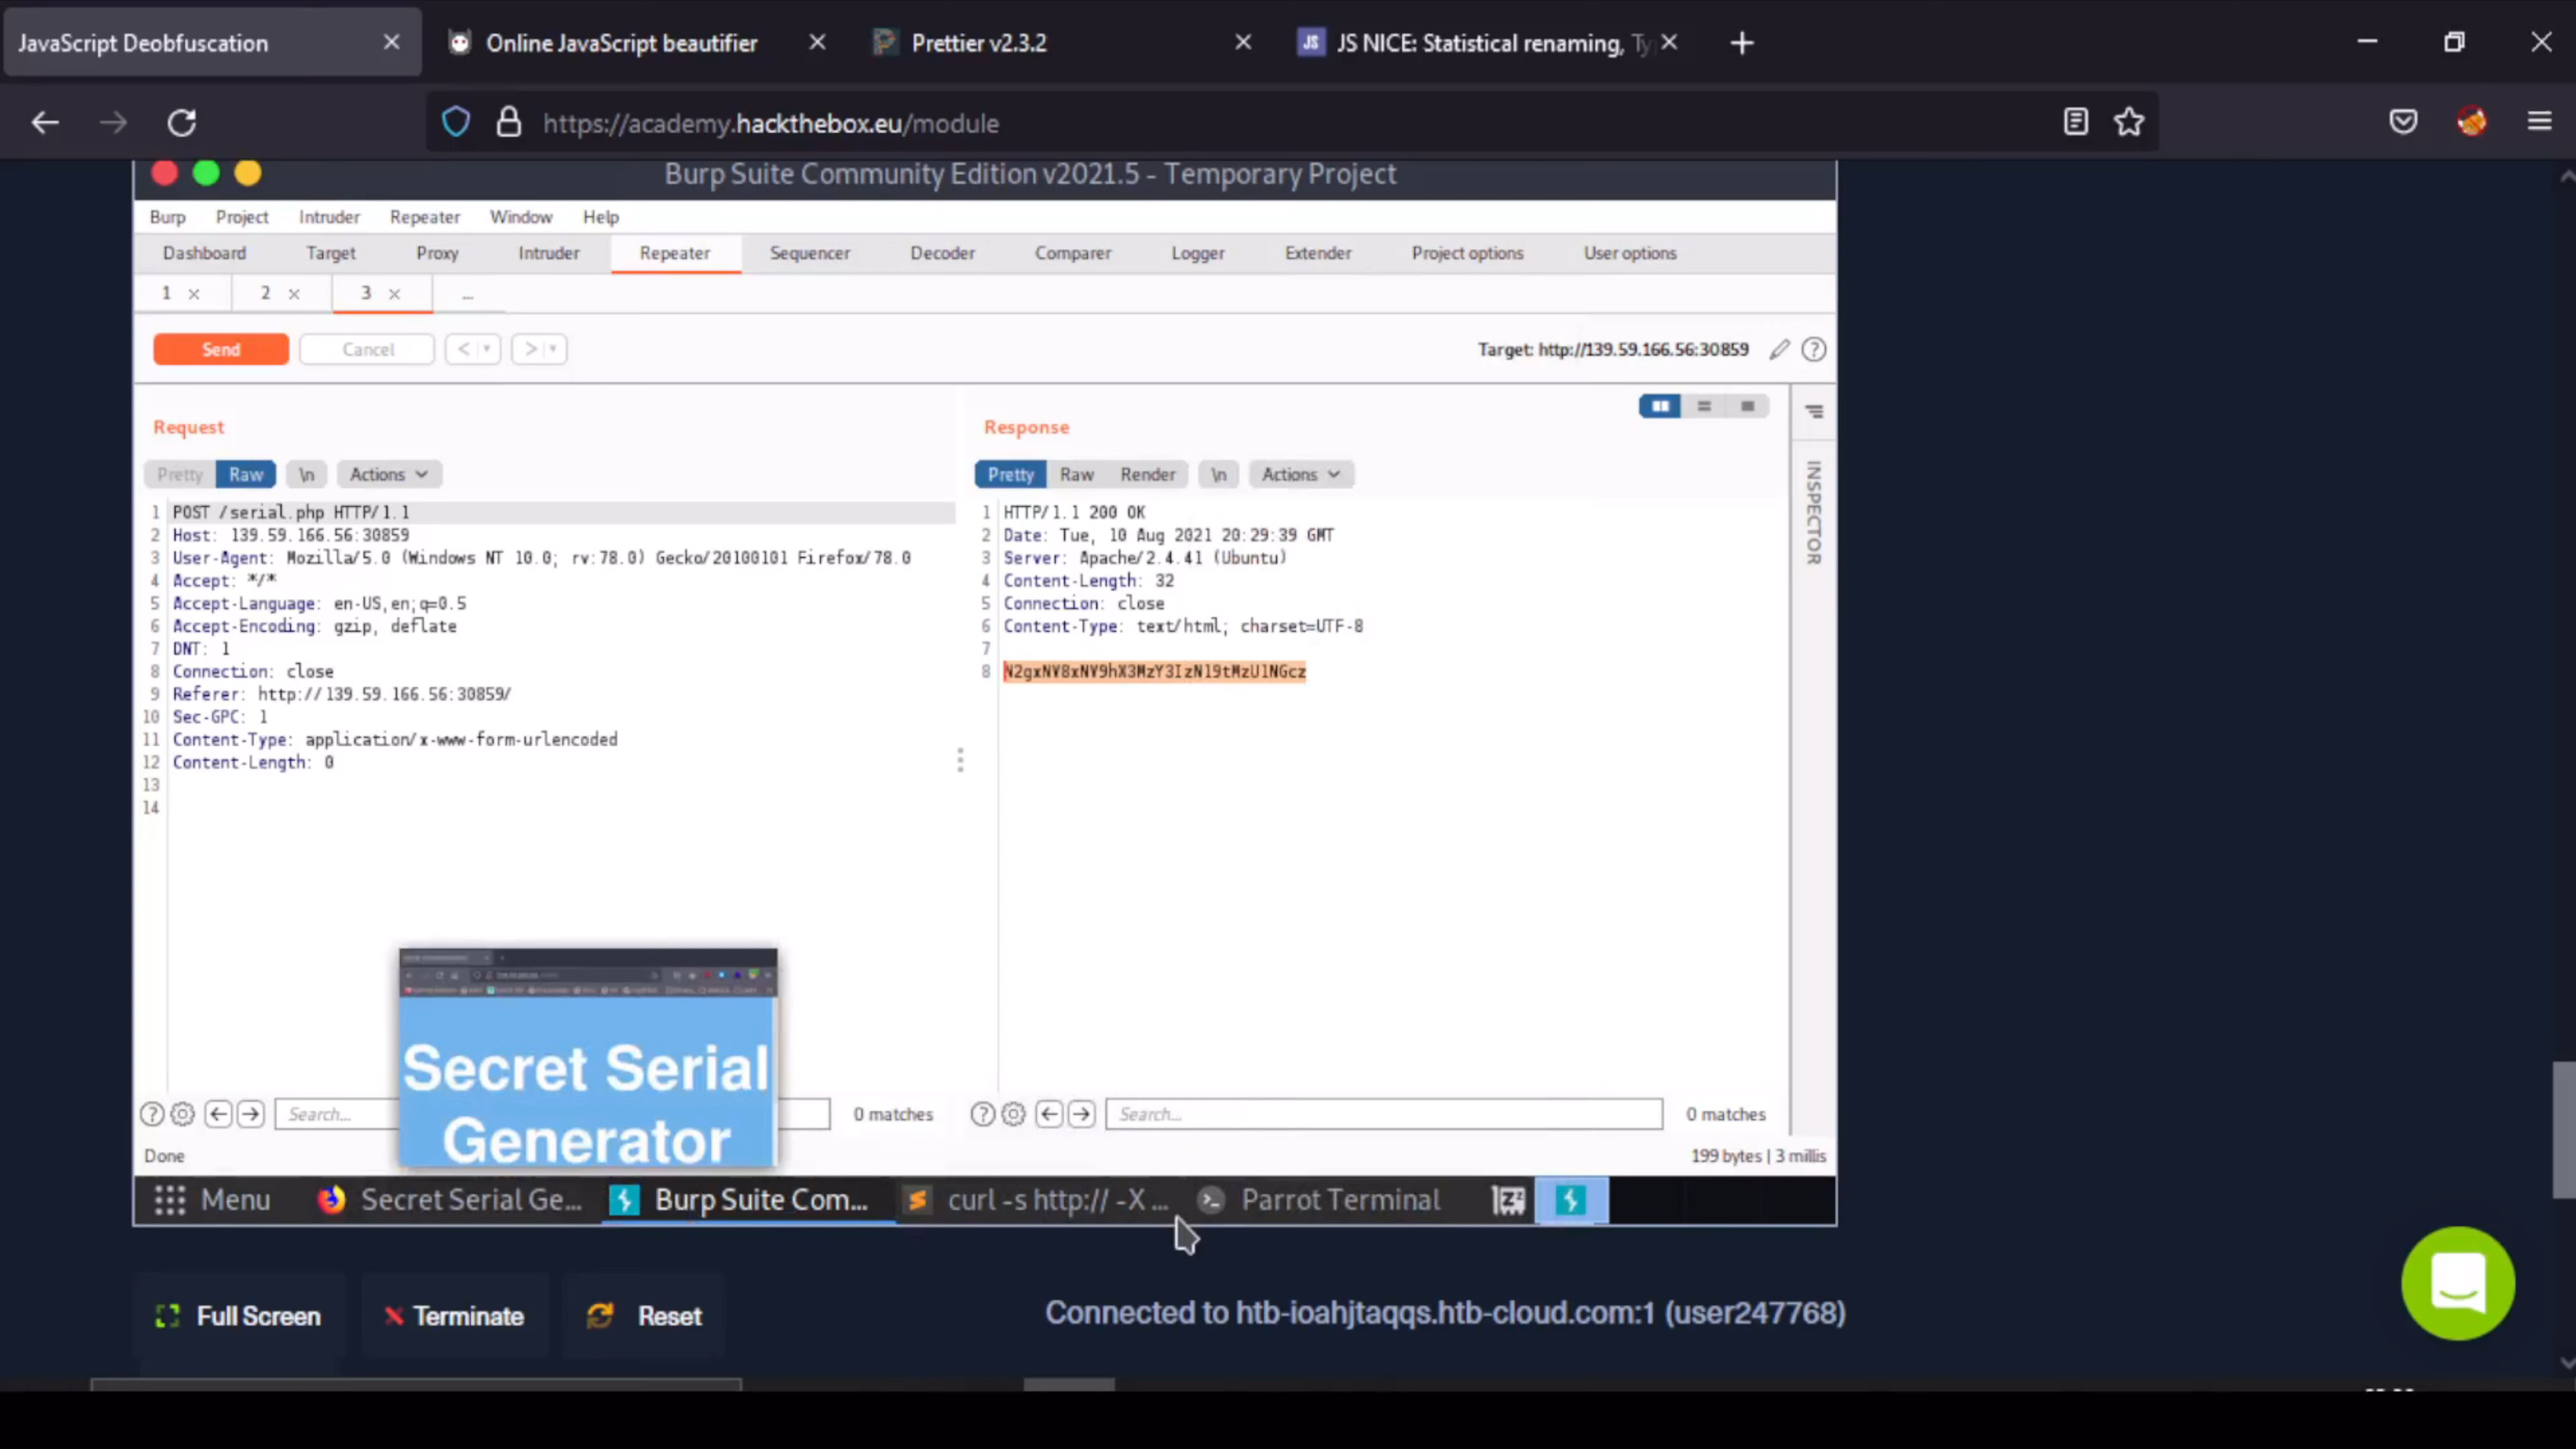 JavaScript Deobfuscation
Online JavaScript beautifier
Prettier v2.3.2
JS NICE: Statistical renaming, Ty
https://academy.hackthebox.eu/module
Burp Suite Community Edition v2021.5 - Temporary Project
Burp Project Intruder Repeater Window Help
Dashboard Target Proxy Intruder Repeater Sequencer Decoder Comparer Logger Extender Project options User options
1 × 2 × 3 × ...
Send Cancel < > Target: http://139.59.166.56:30859
Request
Pretty Raw \n Actions
1 POST /serial.php HTTP/1.1
2 Host: 139.59.166.56:30859
3 User-Agent: Mozilla/5.0 (Windows NT 10.0; rv:78.0) Gecko/20100101 Firefox/78.0
4 Accept: */*
5 Accept-Language: en-US,en;q=0.5
6 Accept-Encoding: gzip, deflate
7 DNT: 1
8 Connection: close
9 Referer: http://139.59.166.56:30859/
10 Sec-GPC: 1
11 Content-Type: application/x-www-form-urlencoded
12 Content-Length: 0
13
14
Response
Pretty Raw Render \n Actions
1 HTTP/1.1 200 OK
2 Date: Tue, 10 Aug 2021 20:29:39 GMT
3 Server: Apache/2.4.41 (Ubuntu)
4 Content-Length: 32
5 Connection: close
6 Content-Type: text/html; charset=UTF-8
7
8 N2gxNV8xNV9hX3MzY3IzN19tMzU1NGcz
INSPECTOR
Secret Serial
Generator
Search... 0 matches
Search... 0 matches
Done
199 bytes | 3 millis
Menu Secret Serial Ge... Burp Suite Com... curl -s http:// -X ... Parrot Terminal
Full Screen Terminate Reset Connected to htb-ioahjtaqqs.htb-cloud.com:1 (user247768)